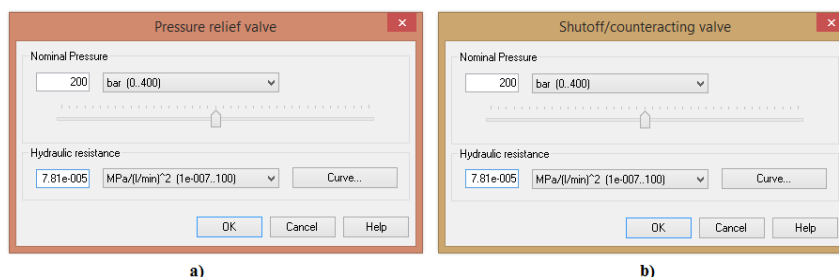 Pressure relief valve
×
Nominal Pressure
200
bar (0..400)
Hydraulic resistance
7.81e-005
MPa/(l/min)^2 (1e-007..100)
Curve...
OK
Cancel
Help
a)
Shutoff/counteracting valve
×
Nominal Pressure
200
bar (0..400)
Hydraulic resistance
7.81e-005
MPa/(l/min)^2 (1e-007..100)
Curve...
OK
Cancel
Help
b)